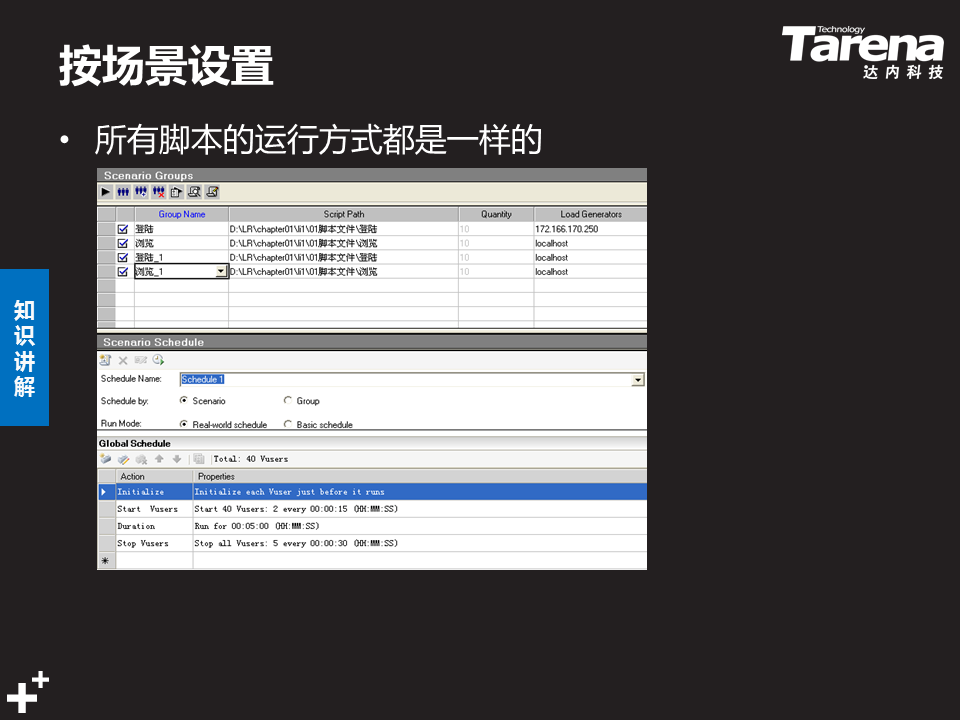 按场景设置
Technology
Tarena
达内科技
• 所有脚本的运行方式都是一样的
知识讲解
Scenario Groups
Group Name Script Path Quantity Load Generators
登陆 D:\LR\chapter01\li1\01脚本文件\登陆 10 172.166.170.250
浏览 D:\LR\chapter01\li1\01脚本文件\浏览 10 localhost
登陆_1 D:\LR\chapter01\li1\01脚本文件\登陆 10 localhost
浏览_1 D:\LR\chapter01\li1\01脚本文件\浏览 10 localhost
Scenario Schedule
Schedule Name: Schedule 1
Schedule by: Scenario Group
Run Mode: Real-world schedule Basic schedule
Global Schedule
Total: 40 Vusers
Action Properties
Initialize Initialize each Vuser just before it runs
Start Vusers Start 40 Vusers: 2 every 00:00:15 (HH:MM:SS)
Duration Run for 00:05:00 (HH:MM:SS)
Stop Vusers Stop all Vusers: 5 every 00:00:30 (HH:MM:SS)